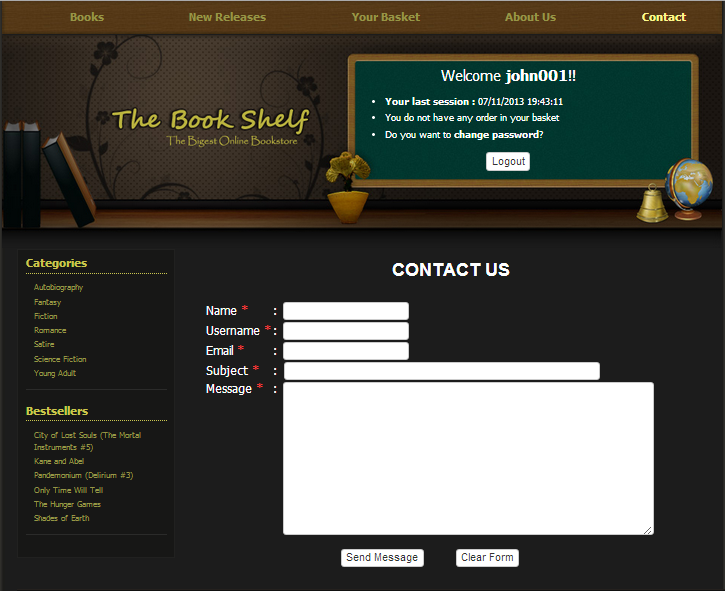 Books New Releases Your Basket About Us Contact
The Book Shelf
The Bigest Online Bookstore
Welcome john001!!
Your last session : 07/11/2013 19:43:11
You do not have any order in your basket
Do you want to change password?
Logout
Categories
Autobiography
Fantasy
Fiction
Romance
Satire
Science Fiction
Young Adult
Bestsellers
City of Lost Souls (The Mortal
Instruments #5)
Kane and Abel
Pandemonium (Delirium #3)
Only Time Will Tell
The Hunger Games
Shades of Earth
CONTACT US
Name * :
Username * :
Email * :
Subject * :
Message * :
Send Message Clear Form